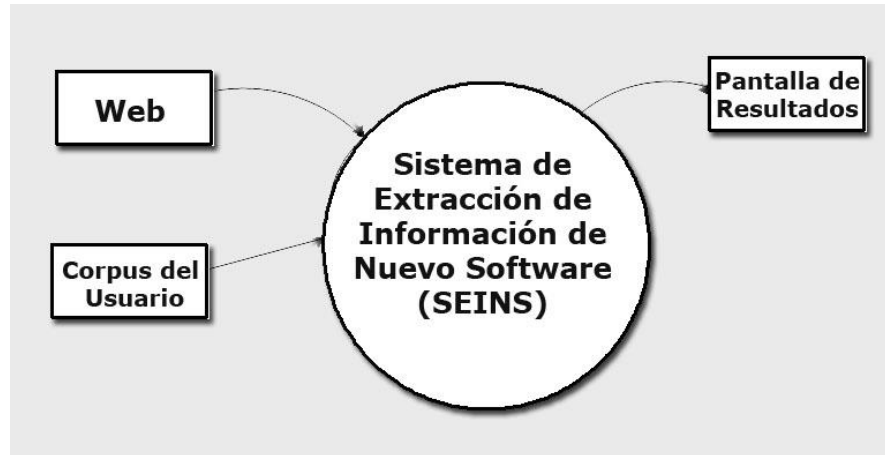 Web
Corpus del
Usuario
Sistema de
Extracción de
Información de
Nuevo Software
(SEINS)
Pantalla de
Resultados